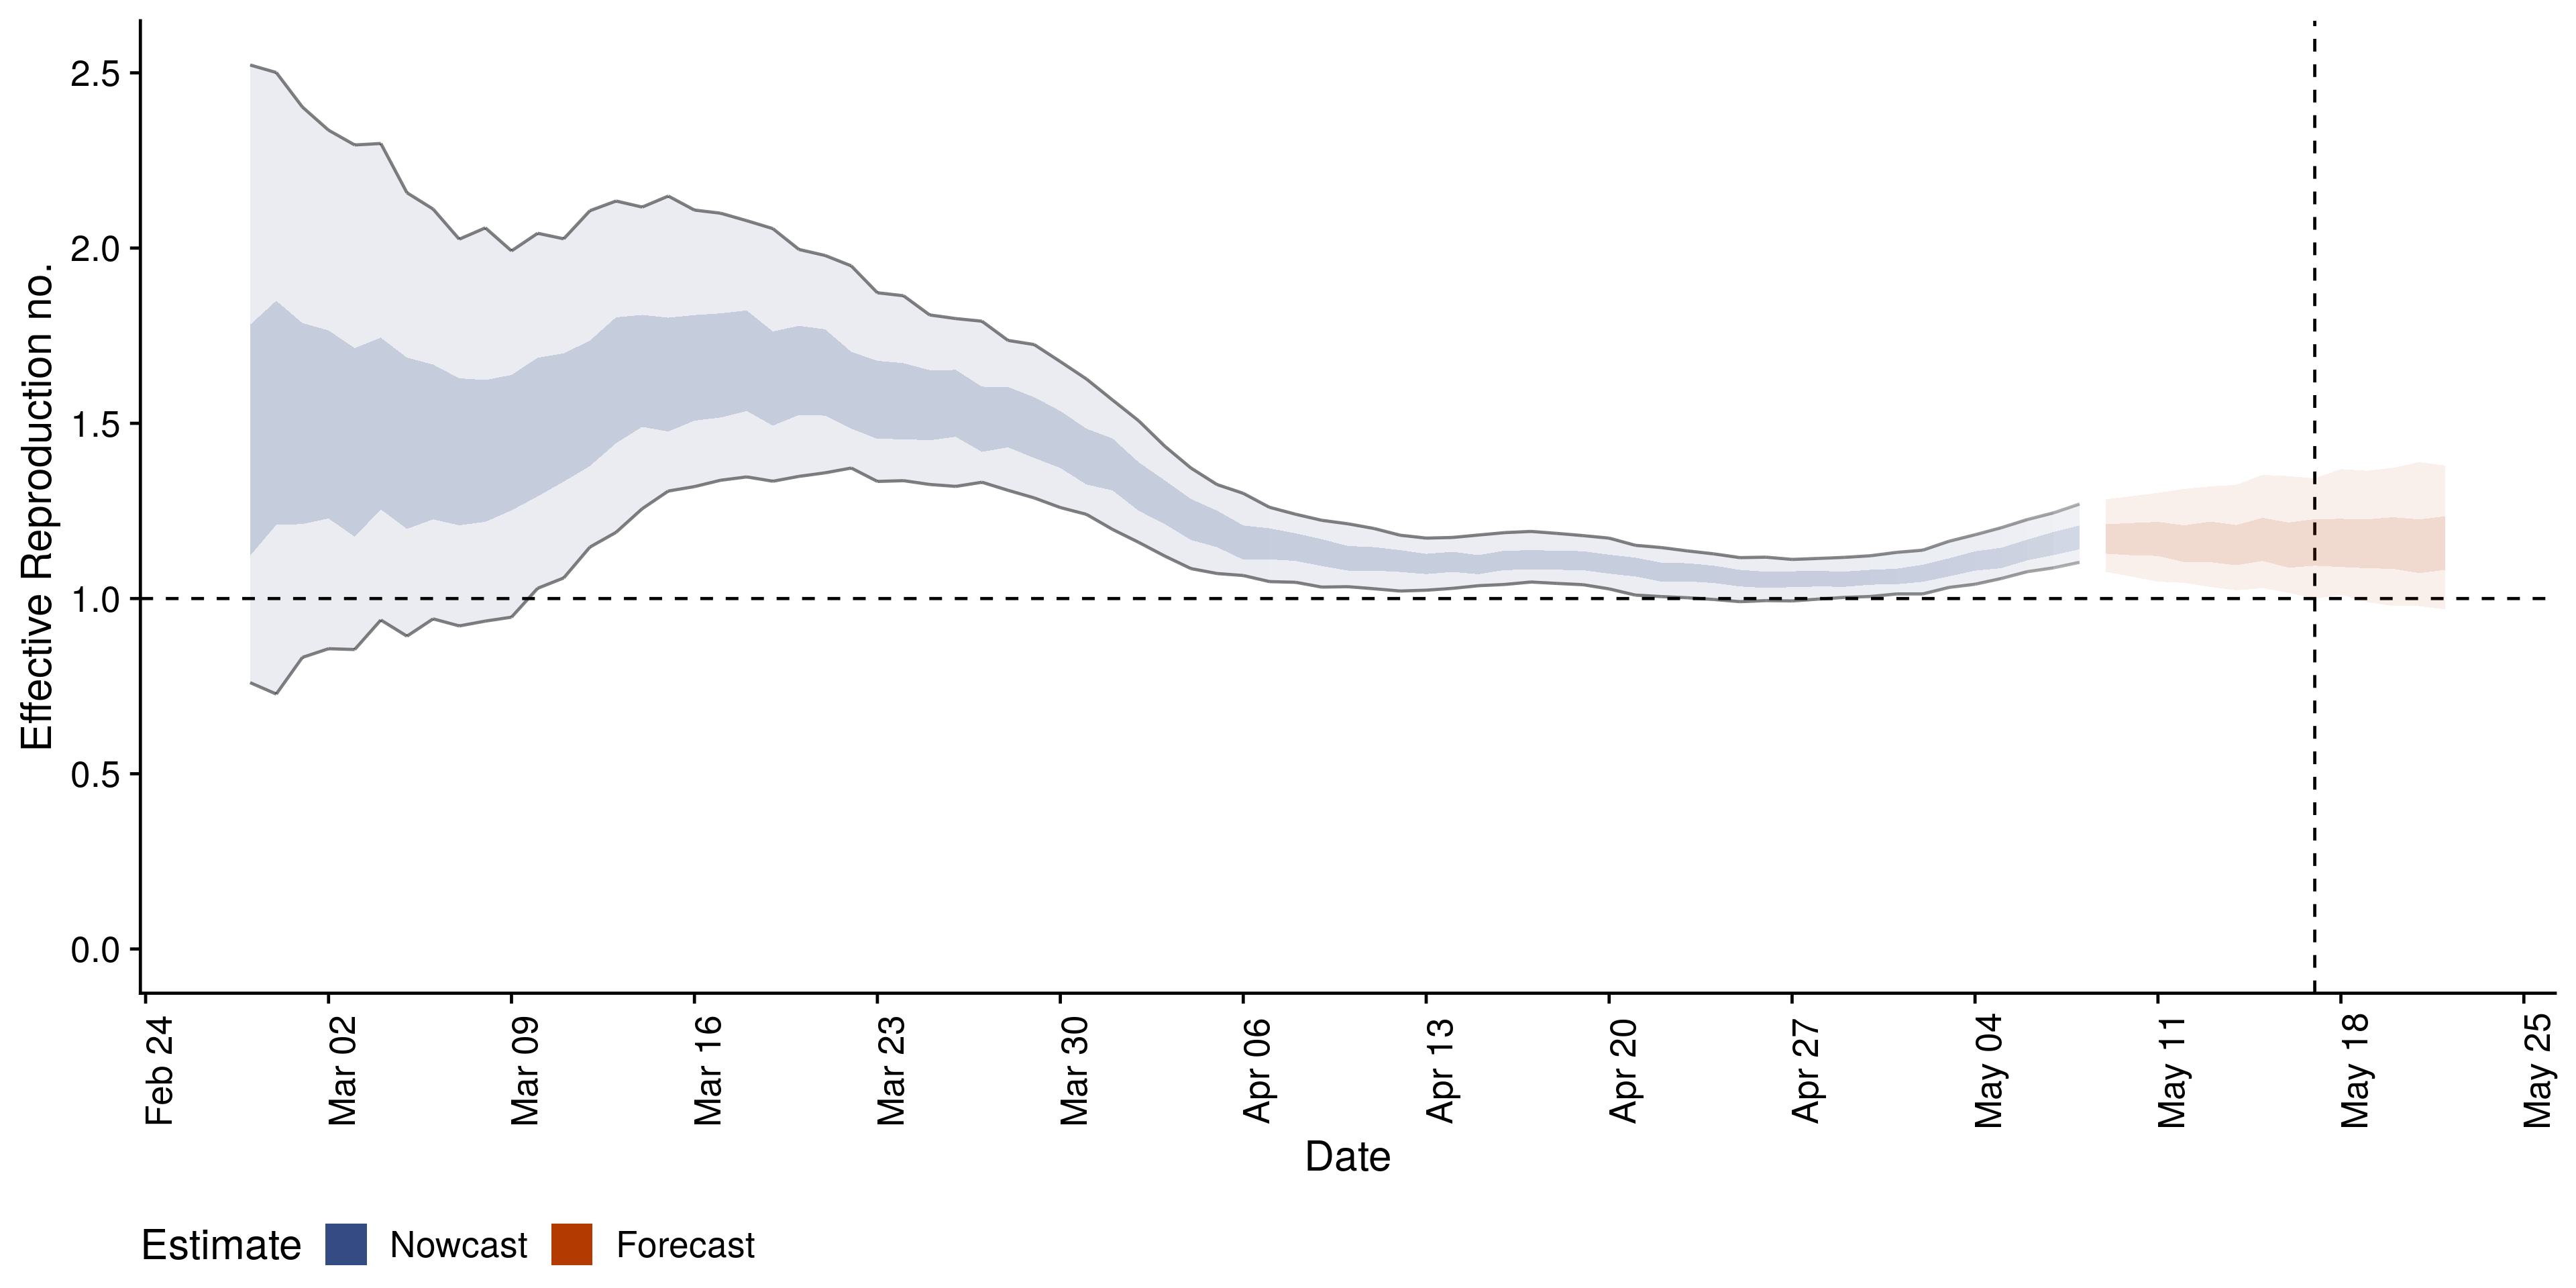 Effective Reproduction no.
2.5
2.0
1.5
1.0
0.5
0.0
Feb 24
Mar 02
Mar 09
Mar 16
Mar 23
Mar 30
Apr 06
Apr 13
Apr 20
Apr 27
May 04
May 11
May 18
May 25
Date
Estimate Nowcast Forecast